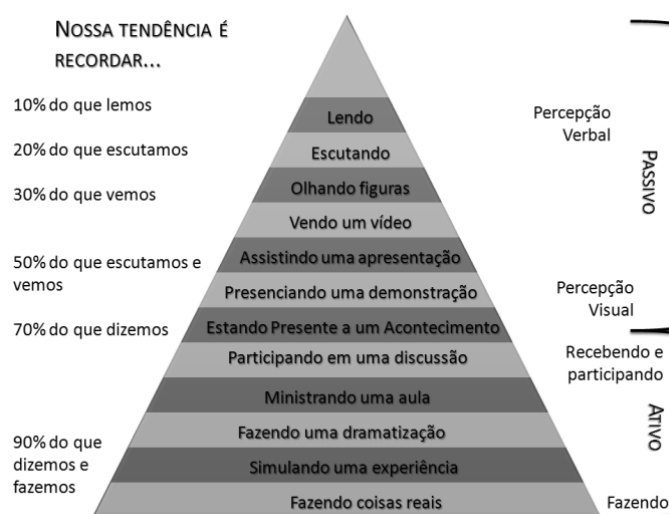 NOSSA TENDÊNCIA É
RECORDAR...
10% do que lemos
20% do que escutamos
30% do que vemos
50% do que escutamos e
vemos
70% do que dizemos
90% do que
dizemos e
fazemos
Lendo
Escutando
Olhando figuras
Vendo um vídeo
Assistindo uma apresentação
Presenciando uma demonstração
Estando Presente a um Acontecimento
Participando em uma discussão
Ministrando uma aula
Fazendo uma dramatização
Simulando uma experiência
Fazendo coisas reais
Percepção
Verbal
Percepção
Visual
Recebendo e
participando
Fazendo
PASSIVO
ATIVO